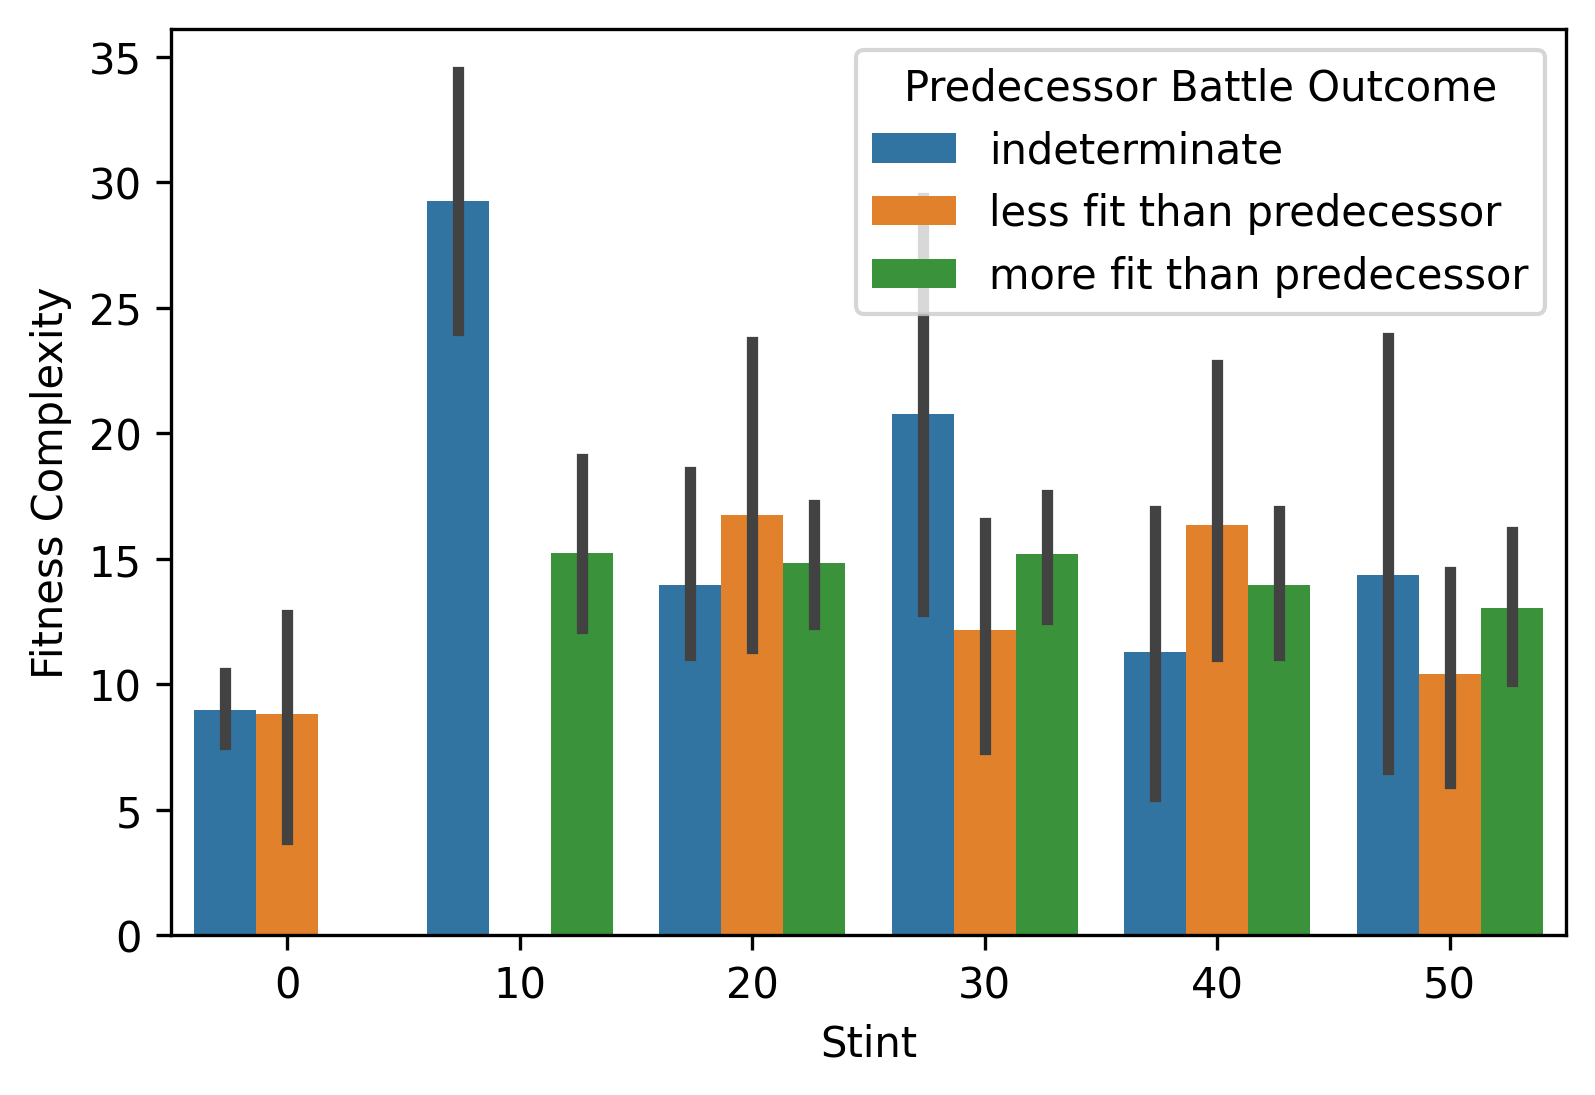 35
30
25
20
15
10
5
0
Fitness Complexity
Predecessor Battle Outcome
indeterminate
less fit than predecessor
more fit than predecessor
0 10 20 30 40 50
Stint